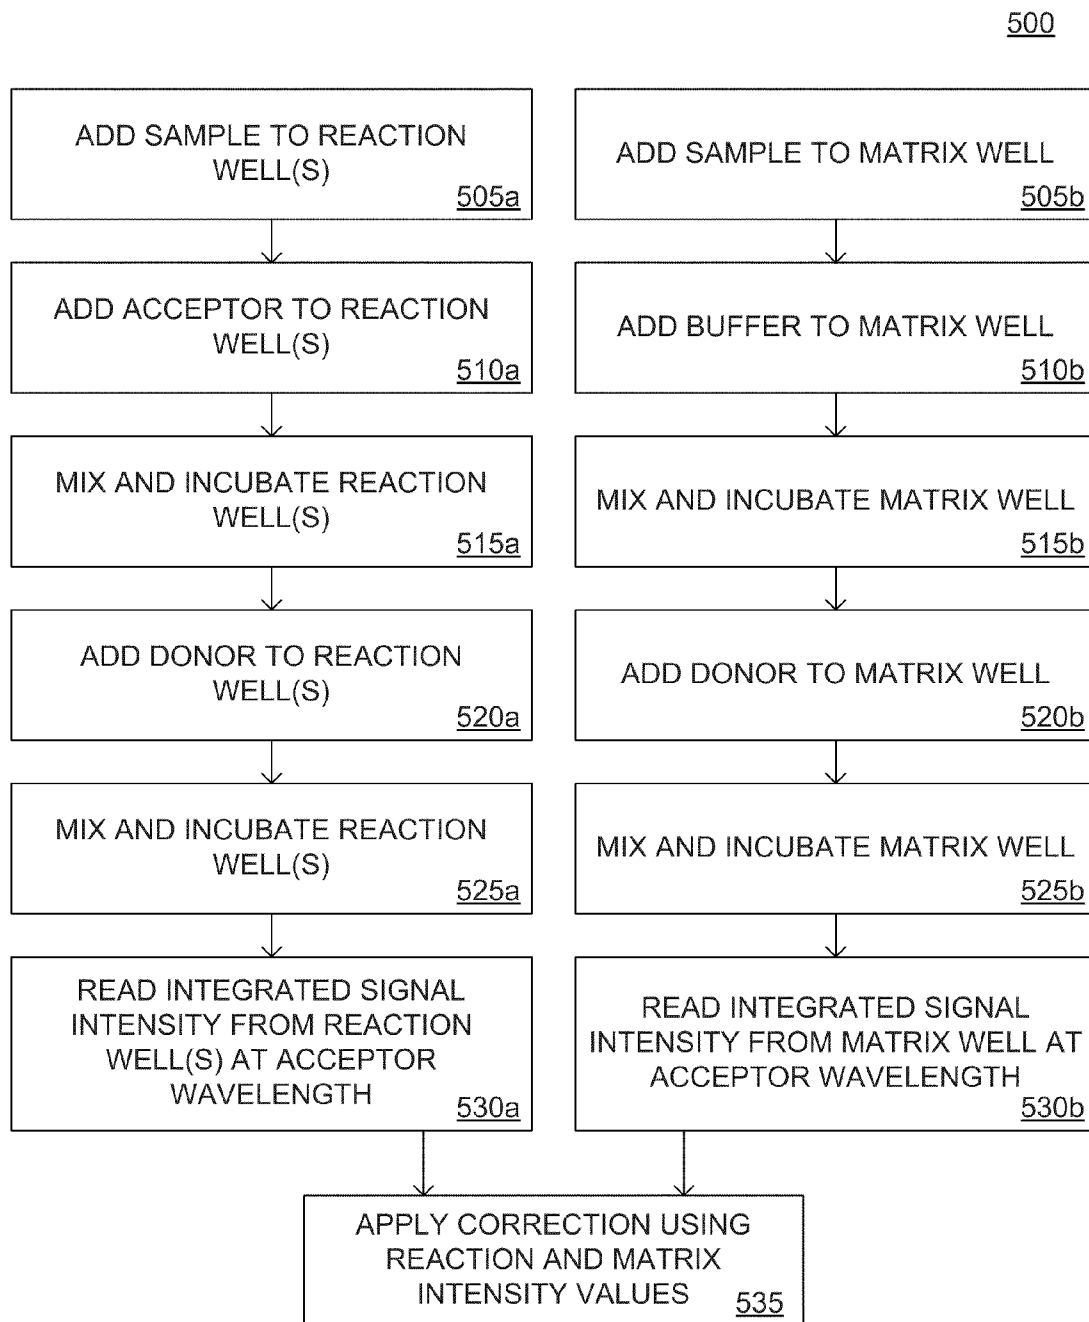 500
ADD SAMPLE TO REACTION
WELL(S)
505a
ADD SAMPLE TO MATRIX WELL
505b
ADD ACCEPTOR TO REACTION
WELL(S)
510a
ADD BUFFER TO MATRIX WELL
510b
MIX AND INCUBATE REACTION
WELL(S)
515a
MIX AND INCUBATE MATRIX WELL
515b
ADD DONOR TO REACTION
WELL(S)
520a
ADD DONOR TO MATRIX WELL
520b
MIX AND INCUBATE REACTION
WELL(S)
525a
MIX AND INCUBATE MATRIX WELL
525b
READ INTEGRATED SIGNAL
INTENSITY FROM REACTION
WELL(S) AT ACCEPTOR
WAVELENGTH
530a
READ INTEGRATED SIGNAL
INTENSITY FROM MATRIX WELL AT
ACCEPTOR WAVELENGTH
530b
APPLY CORRECTION USING
REACTION AND MATRIX
INTENSITY VALUES
535